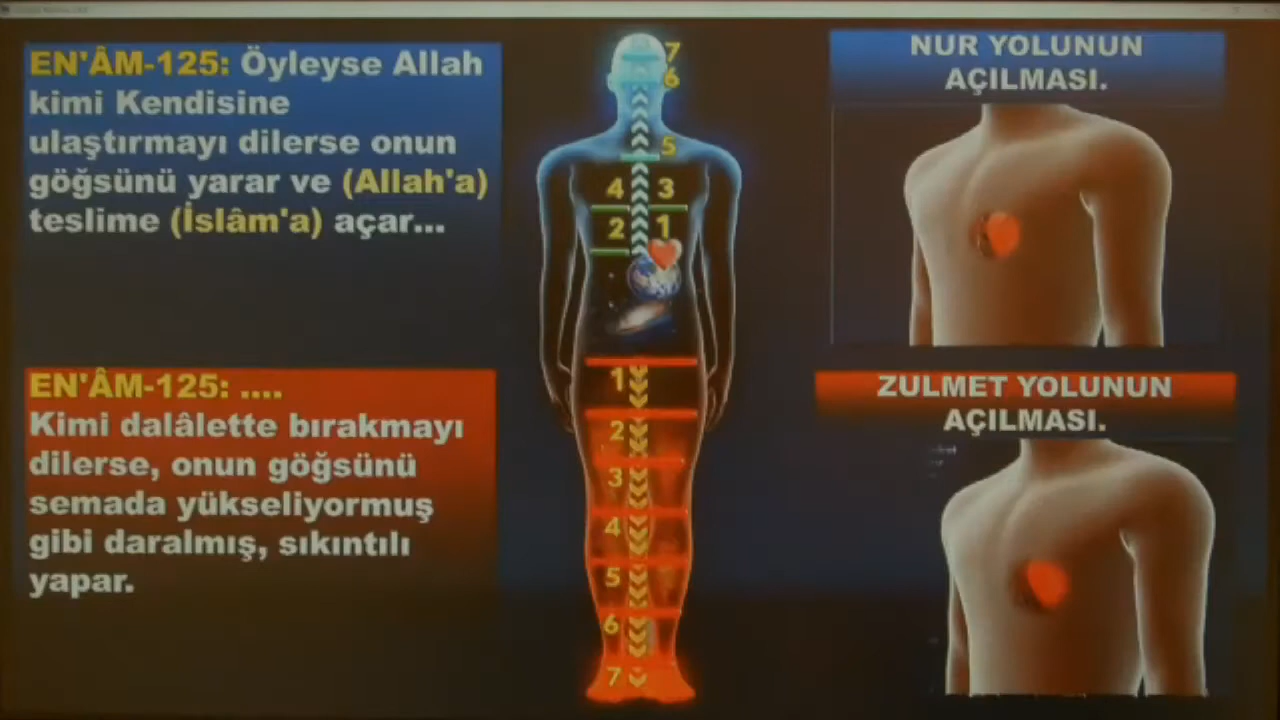 EN'ÂM-125: Öyleyse Allah
kimi Kendisine
ulaştırmayı dilerse onun
göğsünü yarar ve (Allah'a)
teslime (İslâm'a) açar...
EN'ÂM-125: ....
Kimi dalâlette bırakmayı
dilerse, onun göğsünü
semada yükseliyormuş
gibi daralmış, sıkıntılı
yapar.
7
6
5
4 3
2 1
1
2
3
4
5
6
7
NUR YOLUNUN
AÇILMASI.
ZULMET YOLUNUN
AÇILMASI.